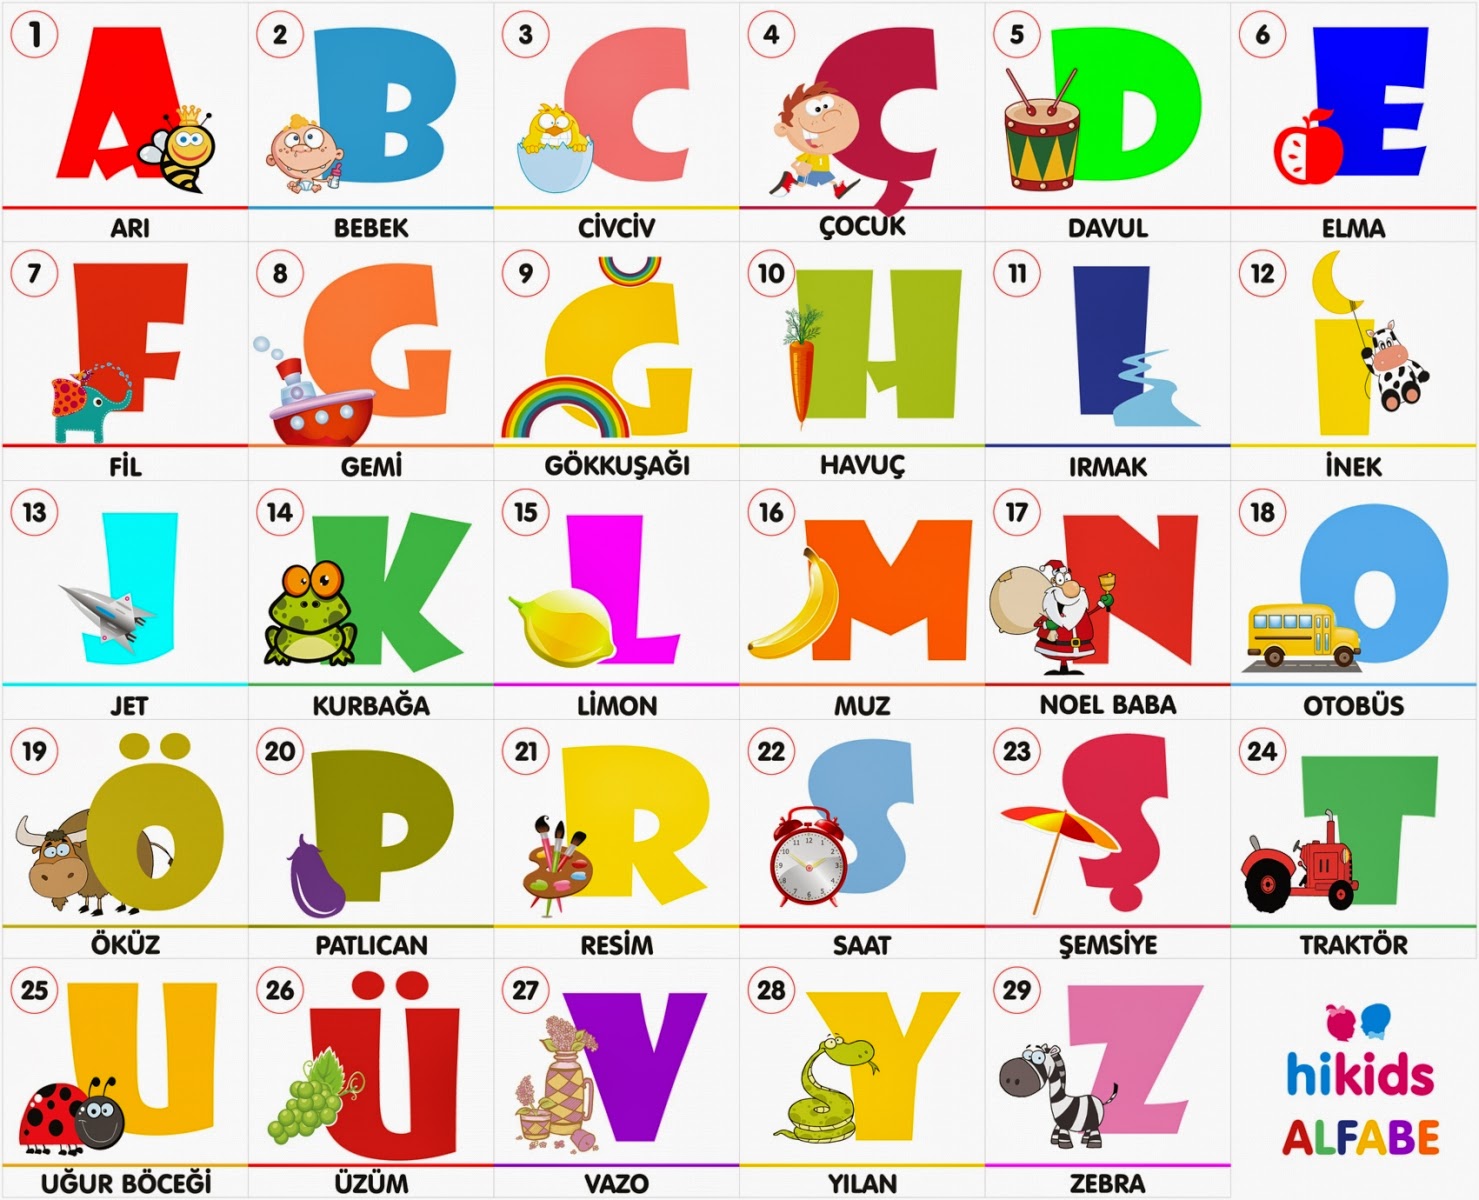 1 A
ARI
2 B
BEBEK
3 C
CİVCİV
4 Ç
ÇOCUK
5 D
DAVUL
6 E
ELMA
7 F
FİL
8 G
GEMİ
9 Ğ
GÖKKUŞAĞI
10 H
HAVUÇ
11 I
IRMAK
12 İ
İNEK
13 J
JET
14 K
KURBAĞA
15 L
LİMON
16 M
MUZ
17 N
NOEL BABA
18 O
OTOBÜS
19 Ö
ÖKÜZ
20 P
PATLICAN
21 R
RESİM
22 S
SAAT
23 Ş
ŞEMSİYE
24 T
TRAKTÖR
25 U
UĞUR BÖCEĞİ
26 Ü
ÜZÜM
27 V
VAZO
28 Y
YILAN
29 Z
ZEBRA
hikids
ALFABE